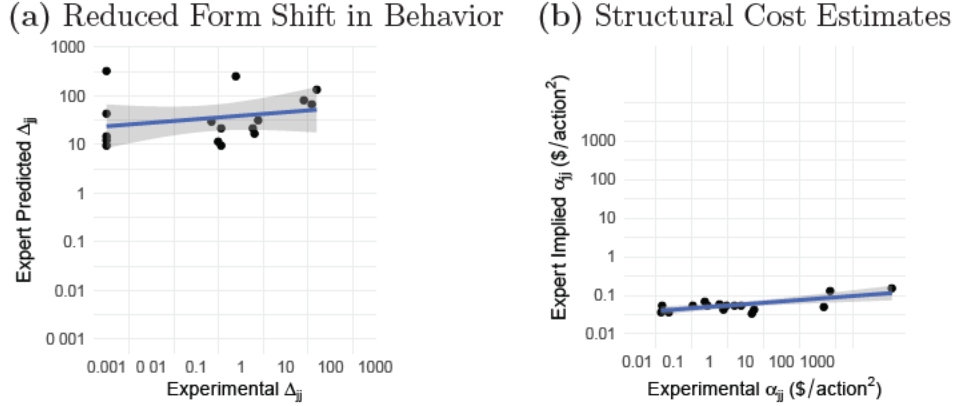 (a) Reduced Form Shift in Behavior
1000
100
10
1
0.1
0.01
0 001
0.001 0 01 0.1 1 10 100 1000
Expert Predicted Δjj
Experimental Δjj
(b) Structural Cost Estimates
1000
100
10
1
0.1
0.01
0.01 0.1 1 10 100 1000
Expert Implied αjj ($/action²)
Experimental αjj ($/action²)